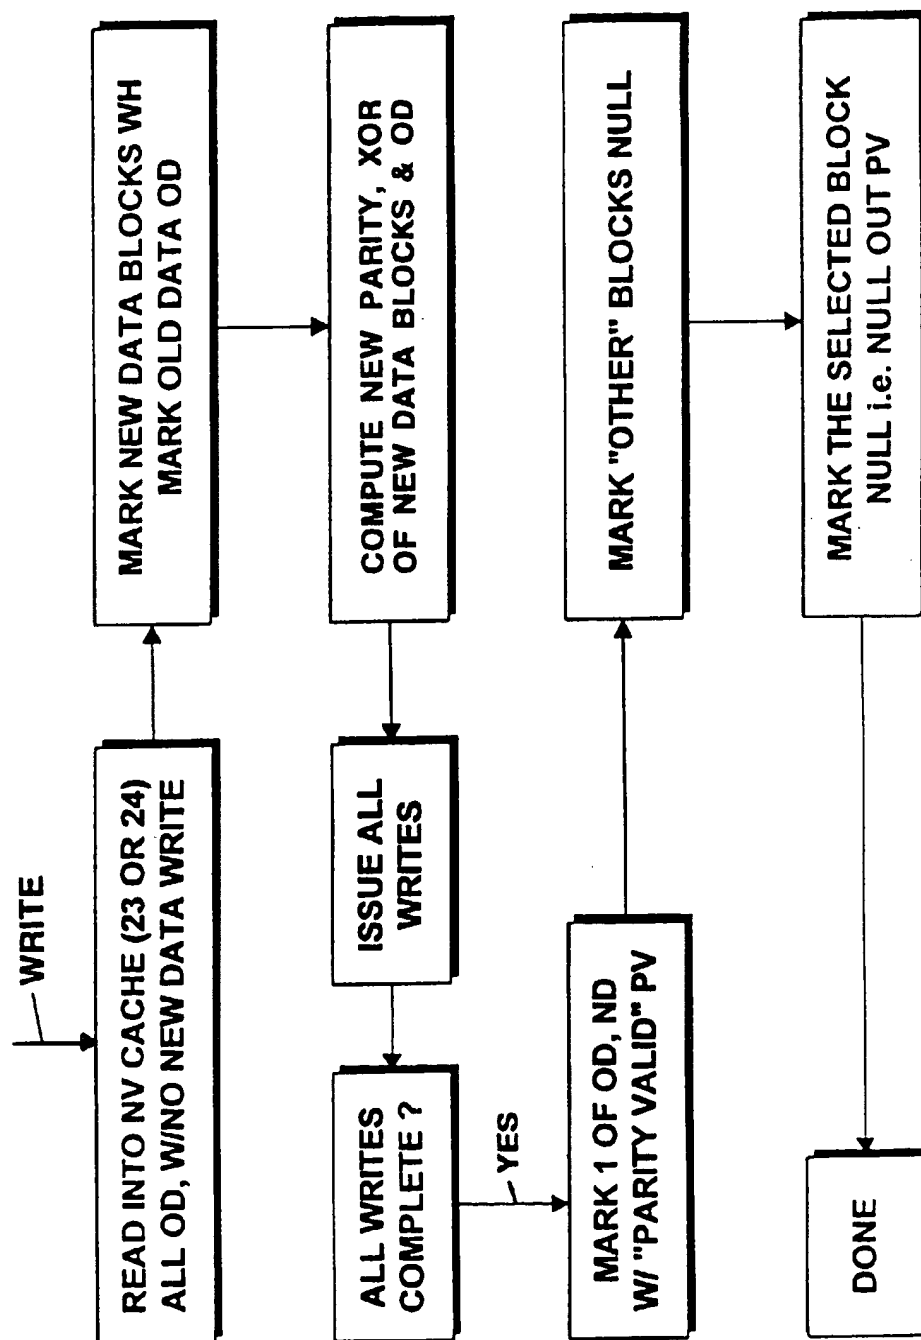 WRITE
READ INTO NV CACHE (23 OR 24)
ALL OD, W/NO NEW DATA WRITE
MARK NEW DATA BLOCKS WH
MARK OLD DATA OD
COMPUTE NEW PARITY, XOR
OF NEW DATA BLOCKS & OD
ISSUE ALL
WRITES
ALL WRITES
COMPLETE ?
YES
MARK 1 OF OD, ND
W/ "PARITY VALID" PV
MARK "OTHER" BLOCKS NULL
MARK THE SELECTED BLOCK
NULL i.e. NULL OUT PV
DONE